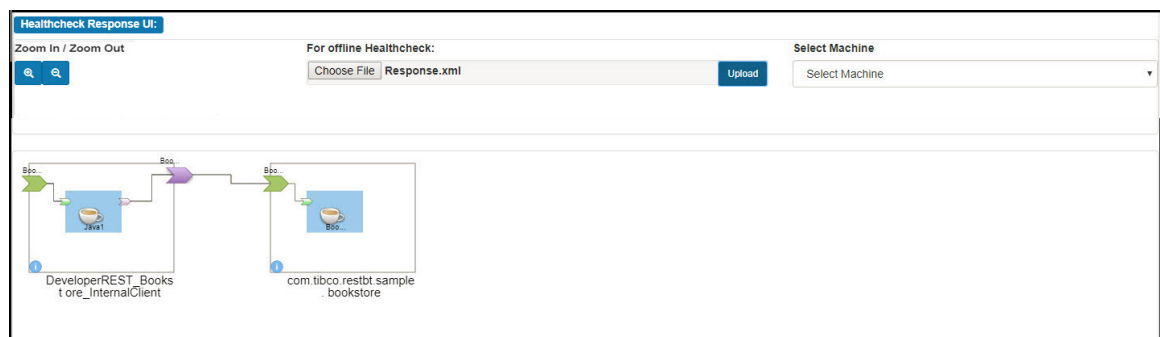 Healthcheck Response UI:
Zoom In / Zoom Out
For offline Healthcheck:
Select Machine
Choose File Response.xml
Upload
Select Machine
Boo...
Boo...
Boo...
Java1
Boo...
DeveloperREST_Books
t ore_InternalClient
com.tibco.restbt.sample
. bookstore